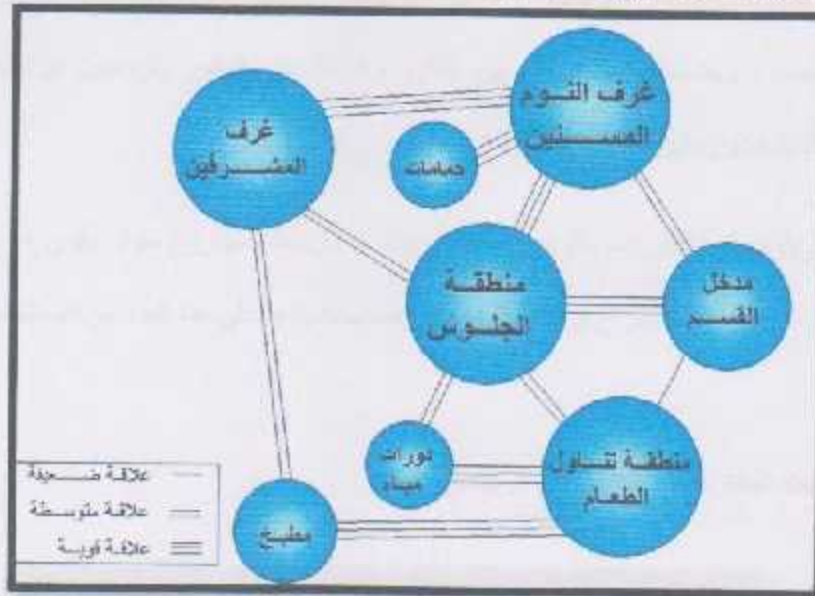 غرف النوم
المسنين
غرف
المشرفين
حمامات
منطقة
الجلوس
مدخل
القسم
دورات
مياه
منطقة تناول
الطعام
مطبخ
علاقة ضعيفة
علاقة متوسطة
علاقة قوية